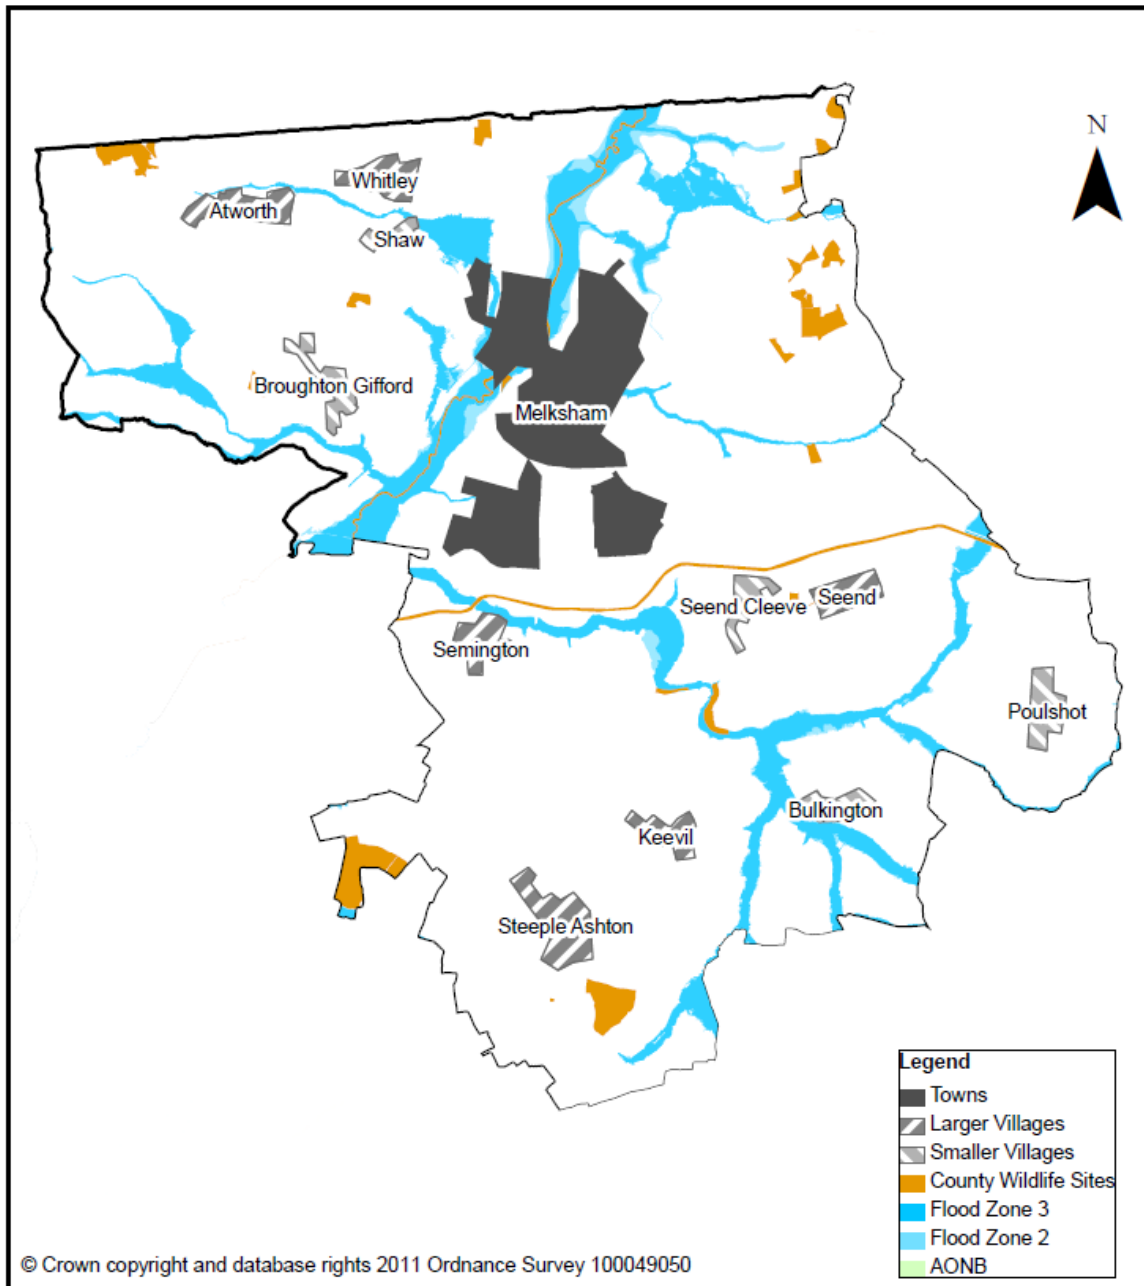 N
Whitley
Atworth
Shaw
Broughton Gifford
Melksham
Seend Cleeve
Seend
Semington
Poulshot
Bulkington
Keevil
Steeple Ashton
Legend
Towns
Larger Villages
Smaller Villages
County Wildlife Sites
Flood Zone 3
Flood Zone 2
AONB
© Crown copyright and database rights 2011 Ordnance Survey 100049050